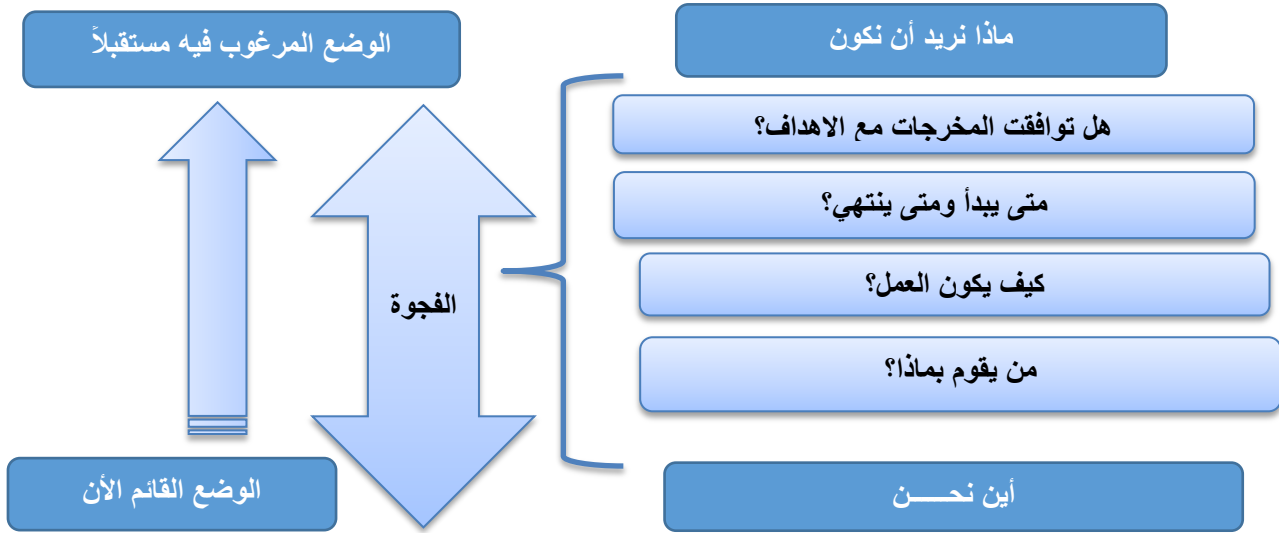 ماذا نريد أن نكون
الوضع المرغوب فيه مستقبلاً
هل توافقت المخرجات مع الاهداف؟
متى يبدأ ومتى ينتهي؟
كيف يكون العمل؟
الفجوة
من يقوم بماذا؟
أين نحــــــن
الوضع القائم الأن